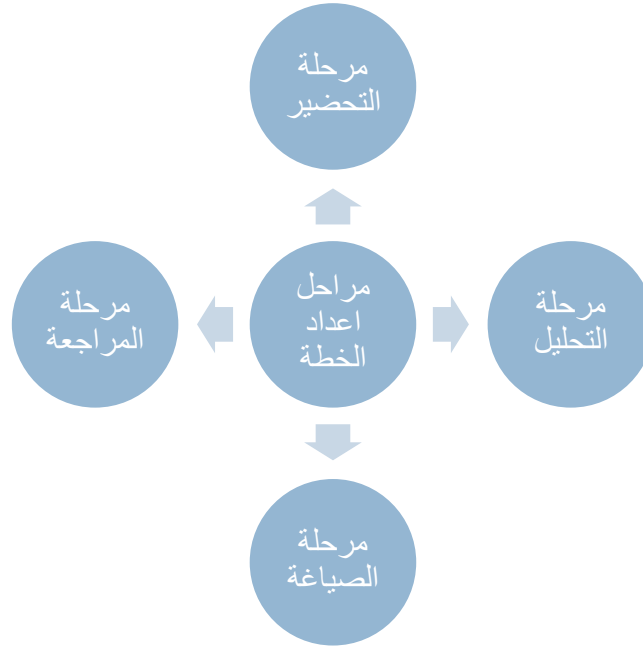 مرحلة
التحضير
مراحل
اعداد
الخطة
مرحلة
التحليل
مرحلة
الصياغة
مرحلة
المراجعة